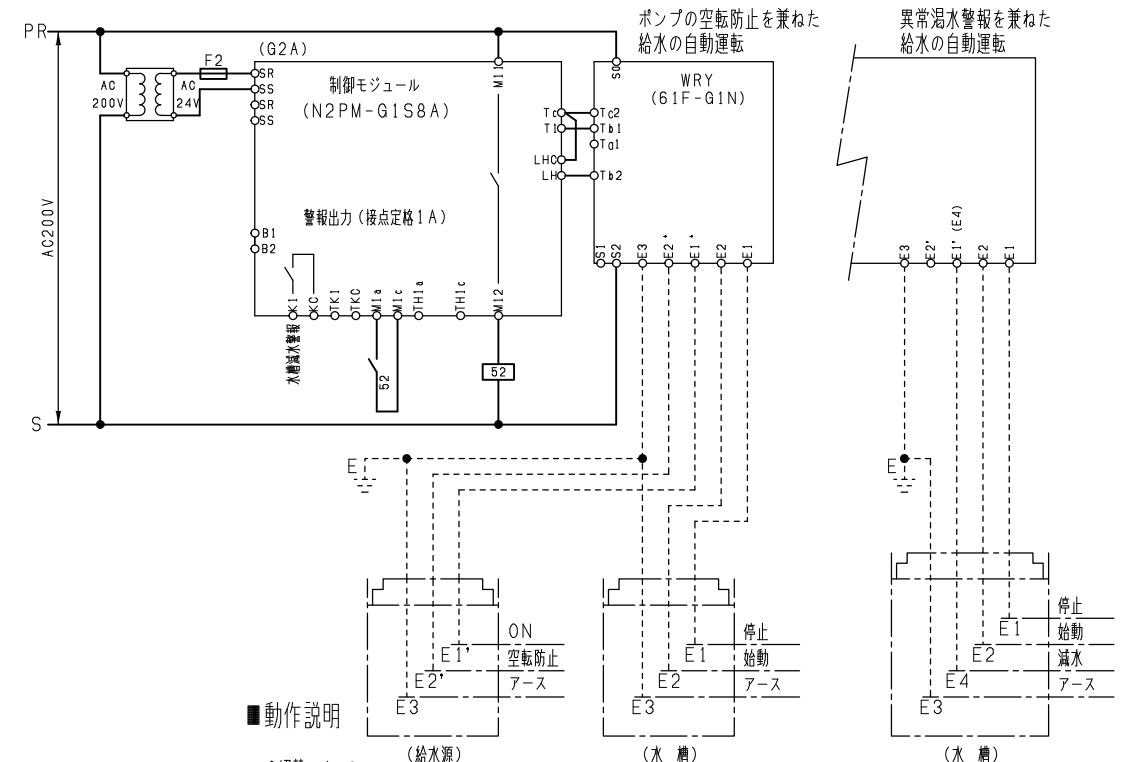 ポンプの空転防止を兼ねた
給水の自動運転
異常渇水警報を兼ねた
給水の自動運転
PR
(G2A)
F2
AC
200V
AC
24V
SR
SS
SR
SS
制御モジュール
(N2PM-G1S8A)
M11
Tc
T1
LHC
LH
S0
WRY
(61F-G1N)
Tc2
Tb1
Ta1
Tb2
AC200V
警報出力(接点定格1A)
B1
B2
K1
KC
TK1
TKC
M1a
M1c
TH1a
TH1c
M12
S1
S2
E3
E2'
E1'
E2
E1
E3
E2'
E1'(E4)
E2
E1
水槽減水警報
52
52
S
E
E
ON
空転防止
アース
E1'
E2'
E3
停止
始動
アース
E1
E2
E3
停止
始動
減水
アース
E1
E2
E4
E3
■動作説明
(給水源)
(水 槽)
(水 槽)